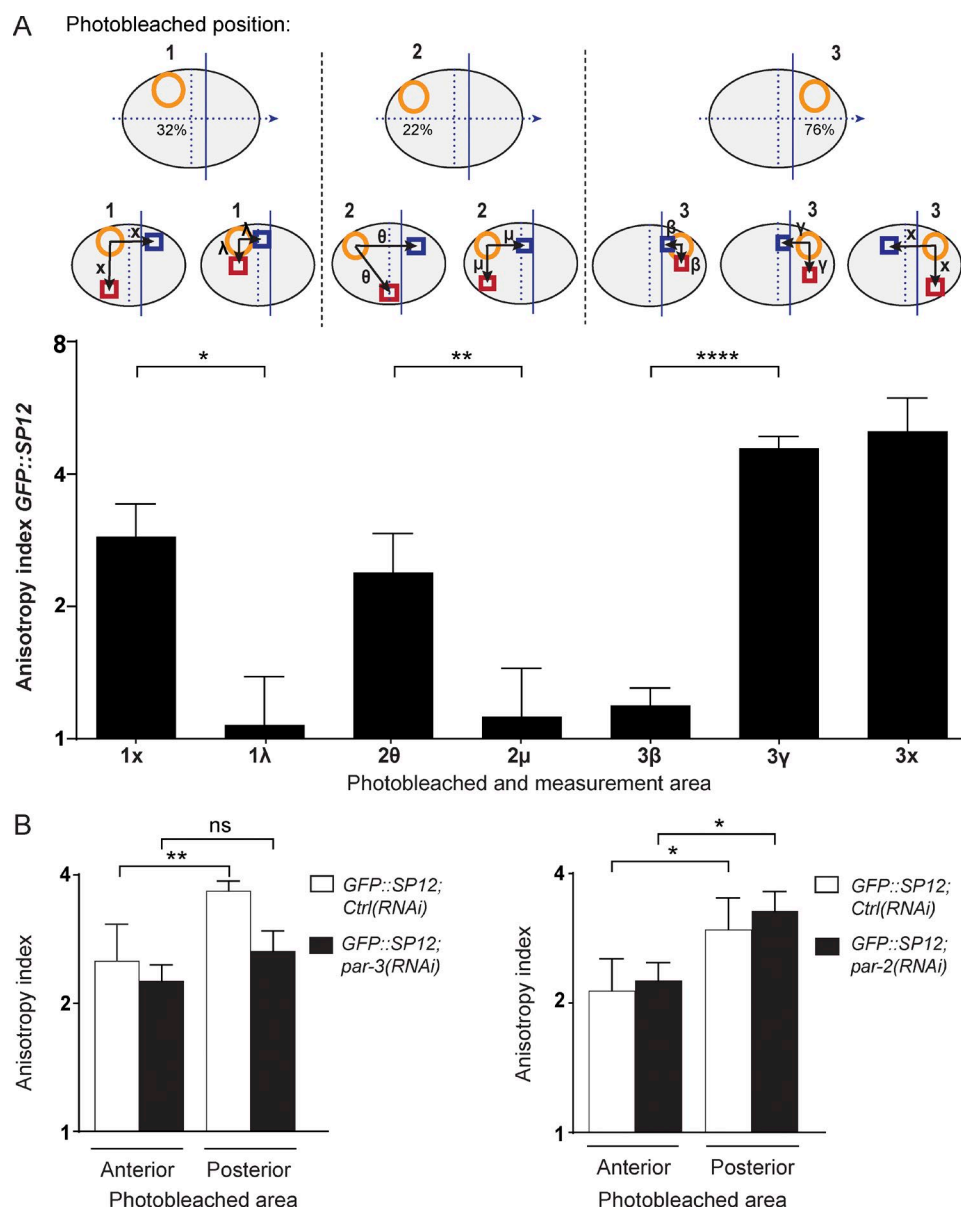 A
Photobleached position:
1 2 3
32% 22% 76%
1 1 2 2 3 3 3
x x λ λ θ θ μ μ β β γ γ x x
* ** ****
Anisotropy index GFP::SP12
8
4
2
1
1x 1λ 2θ 2μ 3β 3γ 3x
Photobleached and measurement area
B
ns
**
Anisotropy index
4
2
1
GFP::SP12;
Ctrl(RNAi)
GFP::SP12;
par-3(RNAi)
Anterior Posterior
Photobleached area
*
*
Anisotropy index
4
2
1
GFP::SP12;
Ctrl(RNAi)
GFP::SP12;
par-2(RNAi)
Anterior Posterior
Photobleached area